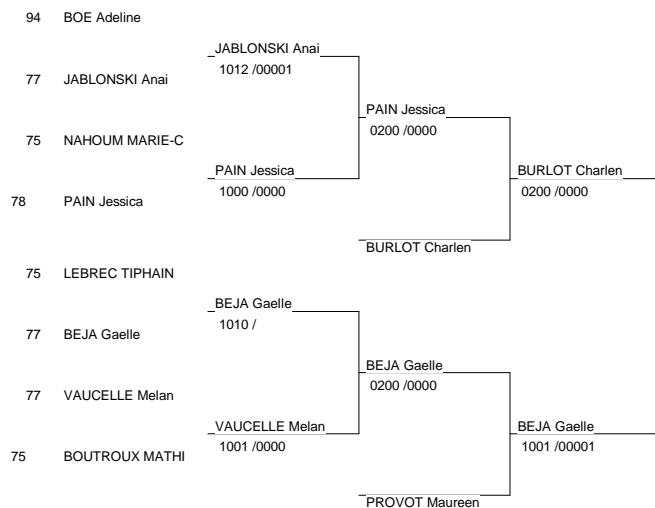 94 BOE Adeline
JABLONSKI Anai
1012 /00001
77 JABLONSKI Anai
PAIN Jessica
0200 /0000
75 NAHOUM MARIE-C
PAIN Jessica
1000 /0000
BURLOT Charlen
0200 /0000
78 PAIN Jessica
BURLOT Charlen
75 LEBREC TIPHAIN
BEJA Gaelle
1010 /
77 BEJA Gaelle
BEJA Gaelle
0200 /0000
77 VAUCELLE Melan
VAUCELLE Melan
1001 /0000
BEJA Gaelle
1001 /00001
75 BOUTROUX MATHI
PROVOT Maureen